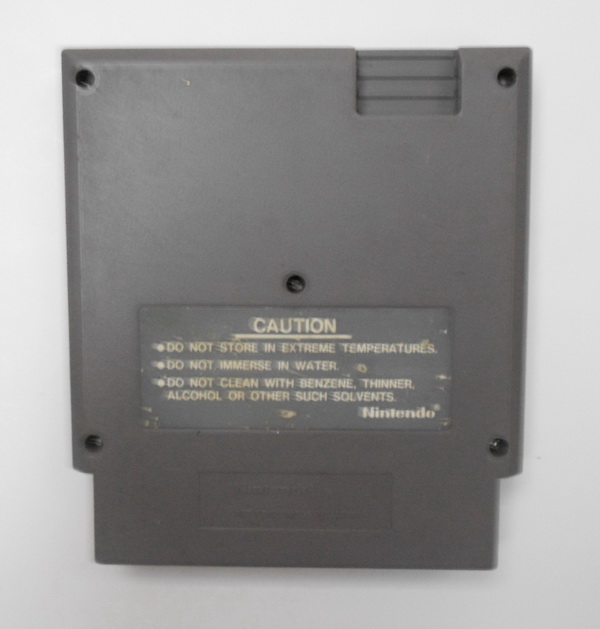 CAUTION
●DO NOT STORE IN EXTREME TEMPERATURES.
●DO NOT IMMERSE IN WATER.
●DO NOT CLEAN WITH BENZENE, THINNER,
ALCOHOL OR OTHER SUCH SOLVENTS.
Nintendo®